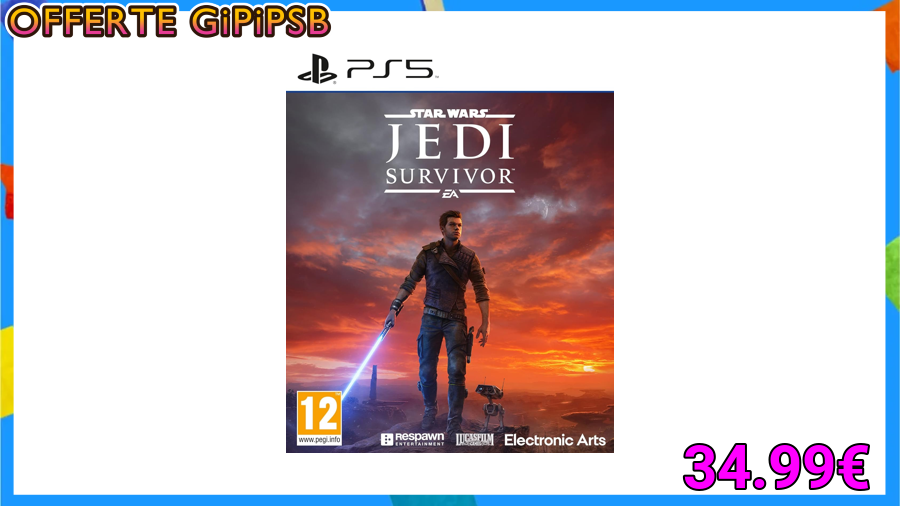 OFFERTE GiPiPSB
PS5
STAR WARS
JEDI
SURVIVOR
EA
12
www.pegi.info
Respawn
ENTERTAINMENT
LUCASFILM
GAMES
Electronic Arts
34.99€